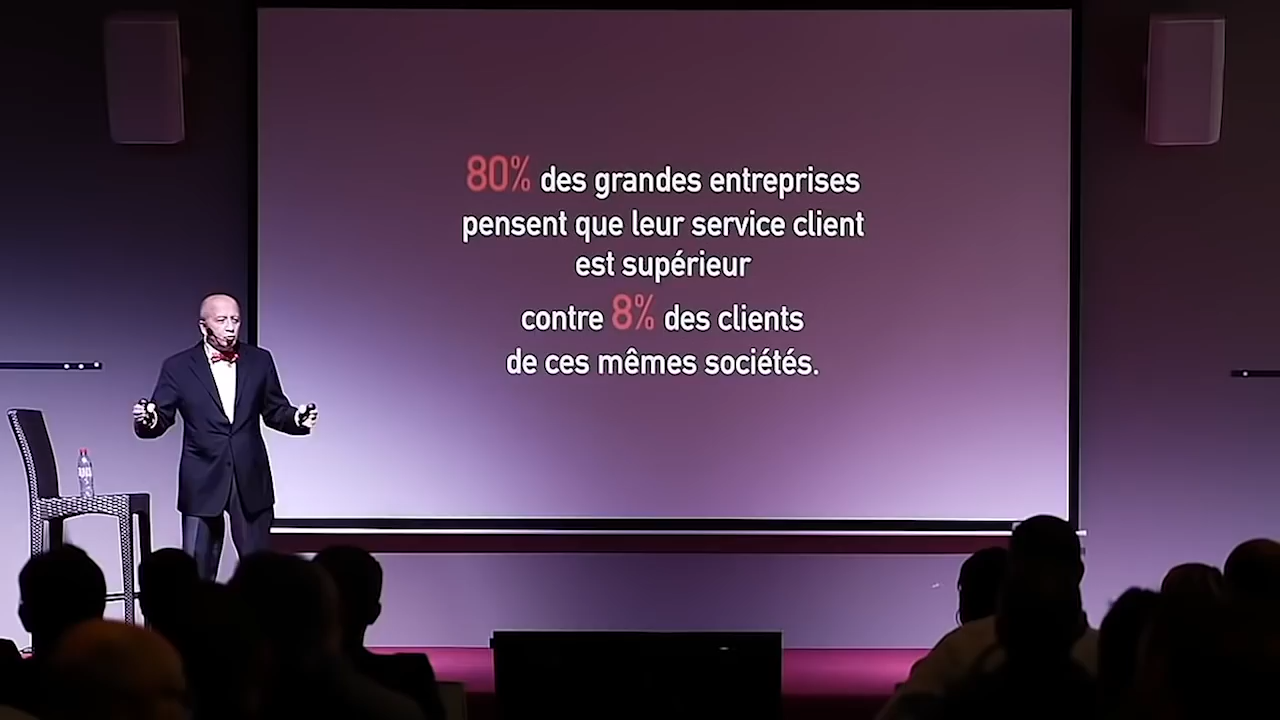 80% des grandes entreprises
pensent que leur service client
est supérieur
contre 8% des clients
de ces mêmes sociétés.